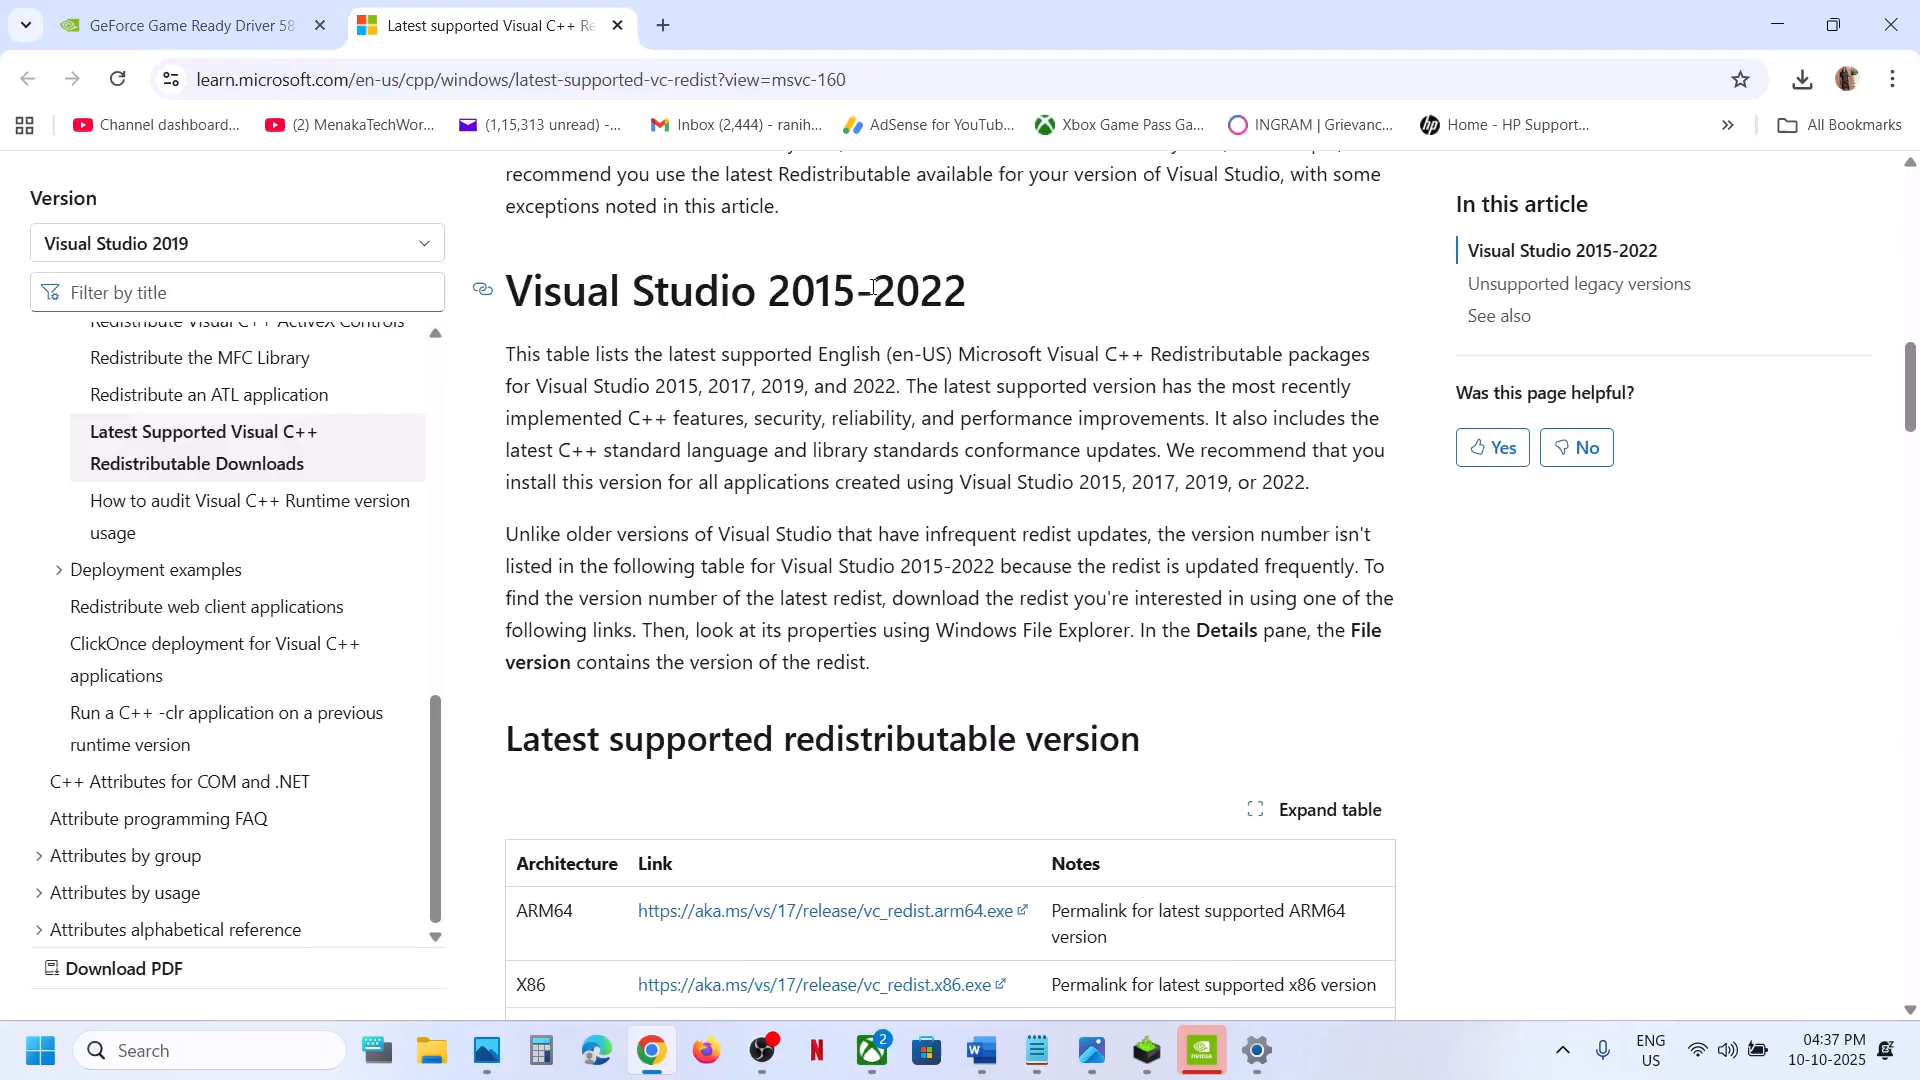 GeForce Game Ready Driver 58
Latest supported Visual C++ Re
learn.microsoft.com/en-us/cpp/windows/latest-supported-vc-redist?view=msvc-160
Channel dashboard...
(2) MenakaTechWor...
(1,15,313 unread) -...
Inbox (2,444) - ranih...
AdSense for YouTub...
Xbox Game Pass Ga...
INGRAM | Grievanc...
Home - HP Support...
All Bookmarks
Version
Visual Studio 2019
Filter by title
Redistribute Visual C++ ActiveX Controls
Redistribute the MFC Library
Redistribute an ATL application
Latest Supported Visual C++
Redistributable Downloads
How to audit Visual C++ Runtime version
usage
Deployment examples
Redistribute web client applications
ClickOnce deployment for Visual C++
applications
Run a C++ -clr application on a previous
runtime version
C++ Attributes for COM and .NET
Attribute programming FAQ
Attributes by group
Attributes by usage
Attributes alphabetical reference
Download PDF
recommend you use the latest Redistributable available for your version of Visual Studio, with some
exceptions noted in this article.
Visual Studio 2015-2022
This table lists the latest supported English (en-US) Microsoft Visual C++ Redistributable packages
for Visual Studio 2015, 2017, 2019, and 2022. The latest supported version has the most recently
implemented C++ features, security, reliability, and performance improvements. It also includes the
latest C++ standard language and library standards conformance updates. We recommend that you
install this version for all applications created using Visual Studio 2015, 2017, 2019, or 2022.
Unlike older versions of Visual Studio that have infrequent redist updates, the version number isn't
listed in the following table for Visual Studio 2015-2022 because the redist is updated frequently. To
find the version number of the latest redist, download the redist you're interested in using one of the
following links. Then, look at its properties using Windows File Explorer. In the Details pane, the File
version contains the version of the redist.
Latest supported redistributable version
Expand table
Architecture Link Notes
ARM64 https://aka.ms/vs/17/release/vc_redist.arm64.exe Permalink for latest supported ARM64
version
X86 https://aka.ms/vs/17/release/vc_redist.x86.exe Permalink for latest supported x86 version
In this article
Visual Studio 2015-2022
Unsupported legacy versions
See also
Was this page helpful?
Yes
No
Search
2
ENG
US
04:37 PM
10-10-2025